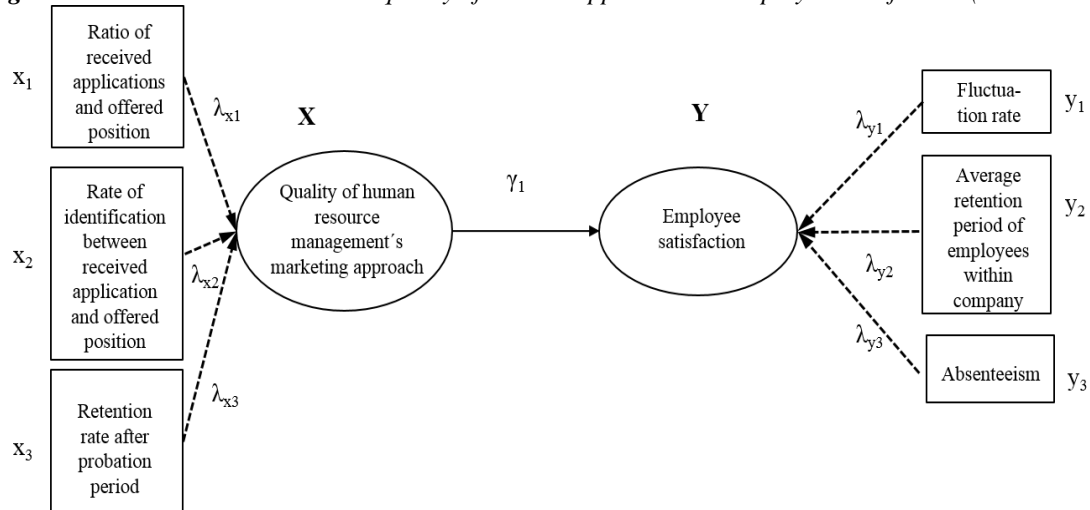 Ratio of
received
applications
and offered
position
x1
λx1
X
Y
Fluctua-
tion rate
y1
λy1
Rate of
identification
between
received
application
and offered
position
x2
λx2
Quality of human
resource
management´s
marketing approach
γ1
Employee
satisfaction
Average
retention
period of
employees
within
company
y2
λy2
Retention
rate after
probation
period
x3
λx3
λy3
Absenteeism
y3